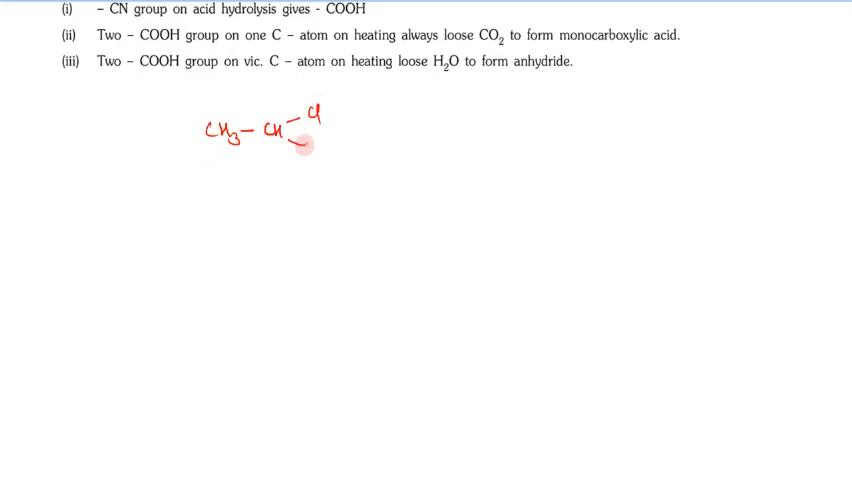 (i) – CN group on acid hydrolysis gives - COOH
(ii) Two – COOH group on one C – atom on heating always loose CO₂ to form monocarboxylic acid.
(iii) Two – COOH group on vic. C – atom on heating loose H₂O to form anhydride.
CH₃ – CH – Cl